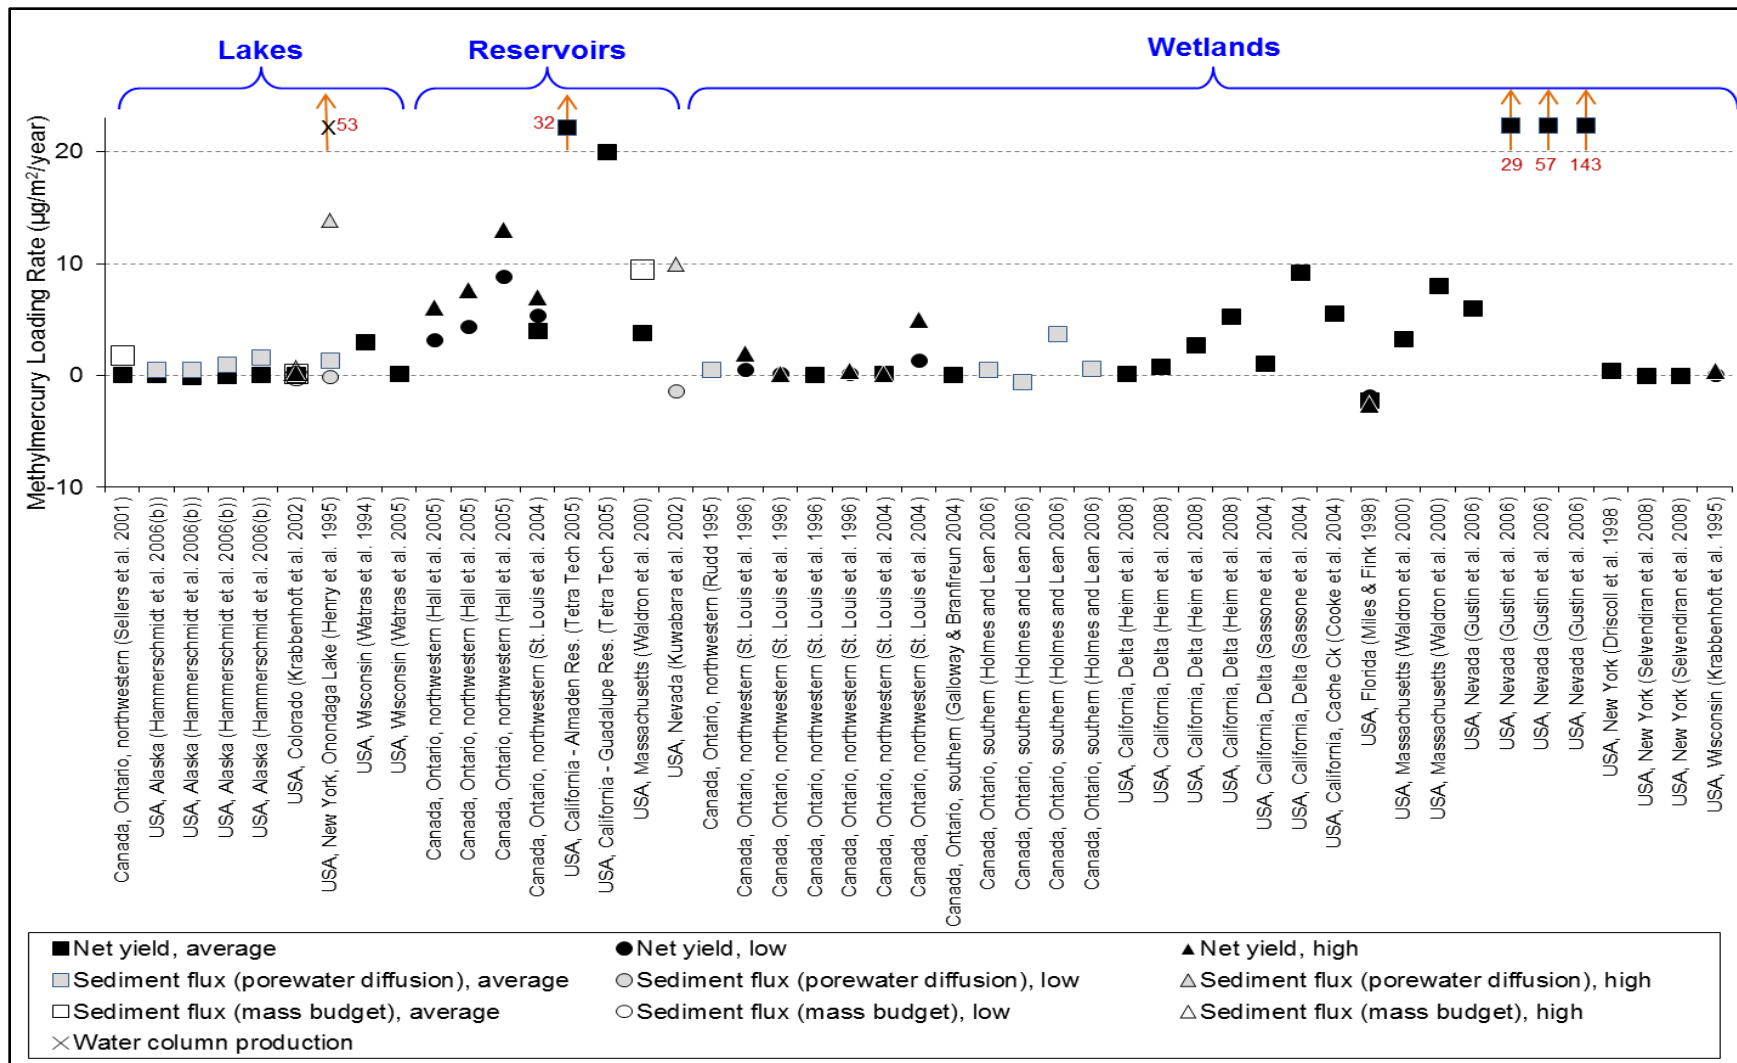 Lakes
Reservoirs
Wetlands
Methylmercury Loading Rate (µg/m²/year)
20
10
0
-10
53
32
29
57
143
Canada, Ontario, northwestern (Sellers et al. 2001)
USA, Alaska (Hammerschmidt et al. 2006(b))
USA, Alaska (Hammerschmidt et al. 2006(b))
USA, Alaska (Hammerschmidt et al. 2006(b))
USA, Alaska (Hammerschmidt et al. 2006(b))
USA, Colorado (Krabbenhoft et al. 2002)
USA, New York, Onondaga Lake (Henry et al. 1995)
USA, Wisconsin (Watras et al. 1994)
USA, Wisconsin (Watras et al. 2005)
Canada, Ontario, northwestern (Hall et al. 2005)
Canada, Ontario, northwestern (Hall et al. 2005)
Canada, Ontario, northwestern (Hall et al. 2005)
Canada, Ontario, northwestern (St. Louis et al. 2004)
USA, California - Almaden Res. (Tetra Tech 2005)
USA, California - Guadalupe Res. (Tetra Tech 2005)
USA, Massachusetts (Waldron et al. 2000)
USA, Nevada (Kuwabara et al. 2002)
Canada, Ontario, northwestern (Rudd 1995)
Canada, Ontario, northwestern (St. Louis et al. 1996)
Canada, Ontario, northwestern (St. Louis et al. 1996)
Canada, Ontario, northwestern (St. Louis et al. 1996)
Canada, Ontario, northwestern (St. Louis et al. 1996)
Canada, Ontario, northwestern (St. Louis et al. 2004)
Canada, Ontario, northwestern (St. Louis et al. 2004)
Canada, Ontario, southern (Galloway & Branfireun 2004)
Canada, Ontario, southern (Holmes and Lean 2006)
Canada, Ontario, southern (Holmes and Lean 2006)
Canada, Ontario, southern (Holmes and Lean 2006)
Canada, Ontario, southern (Holmes and Lean 2006)
USA, California, Delta (Heim et al. 2008)
USA, California, Delta (Heim et al. 2008)
USA, California, Delta (Heim et al. 2008)
USA, California, Delta (Heim et al. 2008)
USA, California, Delta (Sassone et al. 2004)
USA, California, Delta (Sassone et al. 2004)
USA, California, Cache Ck (Cooke et al. 2004)
USA, Florida (Miles & Fink 1998)
USA, Massachusetts (Waldron et al. 2000)
USA, Massachusetts (Waldron et al. 2000)
USA, Nevada (Gustin et al. 2006)
USA, Nevada (Gustin et al. 2006)
USA, Nevada (Gustin et al. 2006)
USA, Nevada (Gustin et al. 2006)
USA, New York (Driscoll et al. 1998 )
USA, New York (Selvendiran et al. 2008)
USA, New York (Selvendiran et al. 2008)
USA, Wisconsin (Krabbenhoft et al. 1995)
Net yield, average
Net yield, low
Net yield, high
Sediment flux (porewater diffusion), average
Sediment flux (porewater diffusion), low
Sediment flux (porewater diffusion), high
Sediment flux (mass budget), average
Sediment flux (mass budget), low
Sediment flux (mass budget), high
Water column production